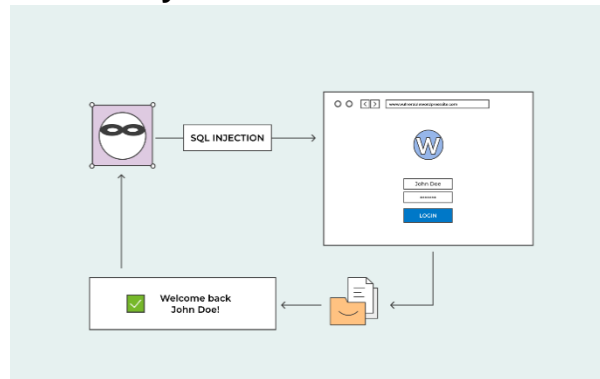 SQL INJECTION
W
John Doe
********
LOGIN
Welcome back
John Doe!